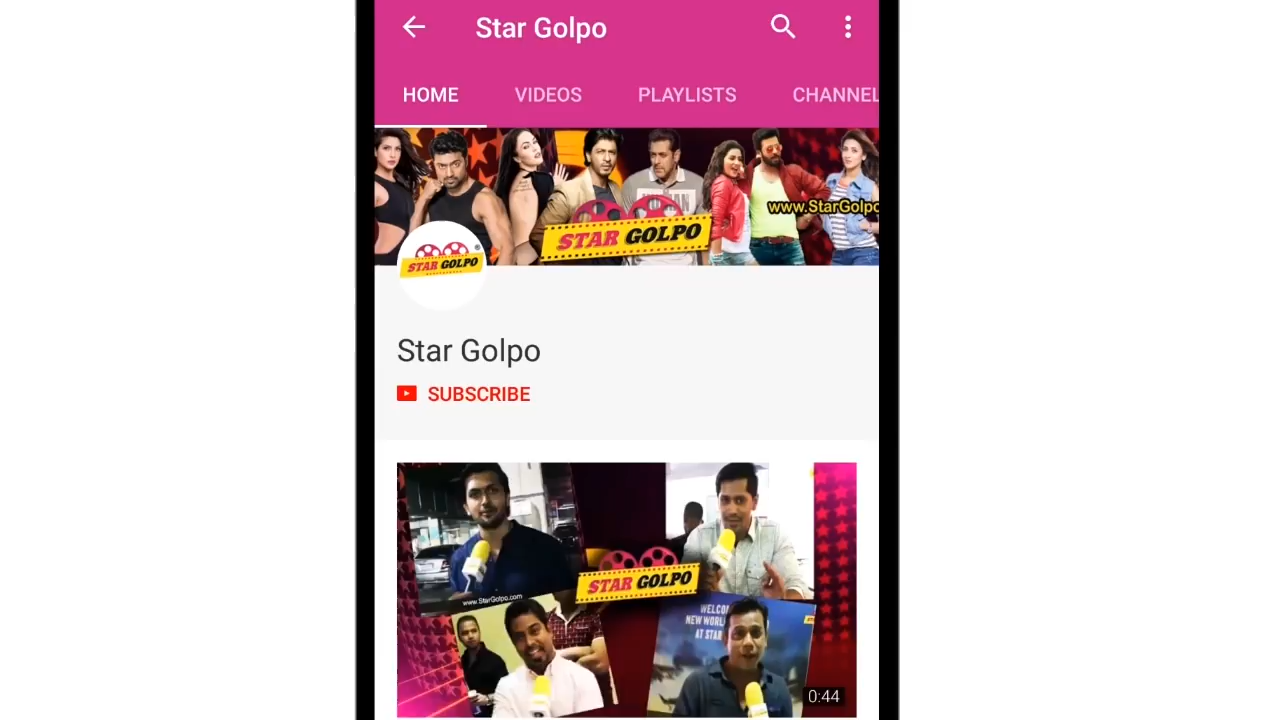 Star Golpo
HOME VIDEOS PLAYLISTS CHANNEL
www.StarGolpo
STAR GOLPO
STAR GOLPO
Star Golpo
SUBSCRIBE
STAR GOLPO
www.StarGolpo.com
WELCO
NEW WORL
AT STAR
0:44